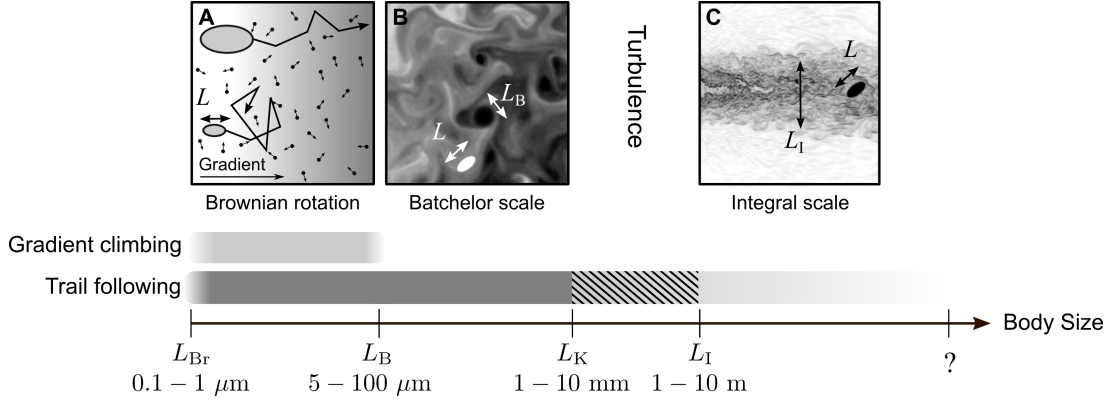 A
L
Gradient
B
L_B
L
Turbulence
C
L
L_I
Brownian rotation
Batchelor scale
Integral scale
Gradient climbing
Trail following
Body Size
L_Br
L_B
L_K
L_I
?
0.1 – 1 μm
5 – 100 μm
1 – 10 mm
1 – 10 m